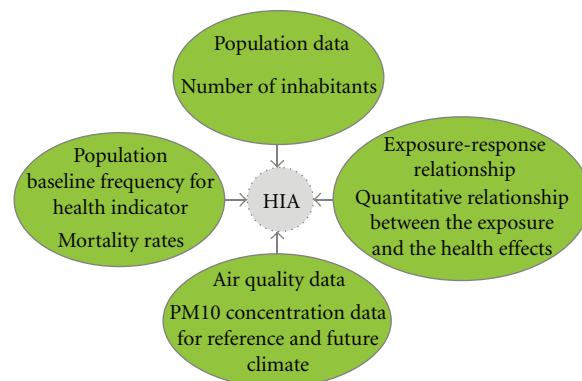 Population data
Number of inhabitants
Population
baseline frequency for
health indicator
Mortality rates
HIA
Exposure-response
relationship
Quantitative relationship
between the exposure
and the health effects
Air quality data
PM10 concentration data
for reference and future
climate